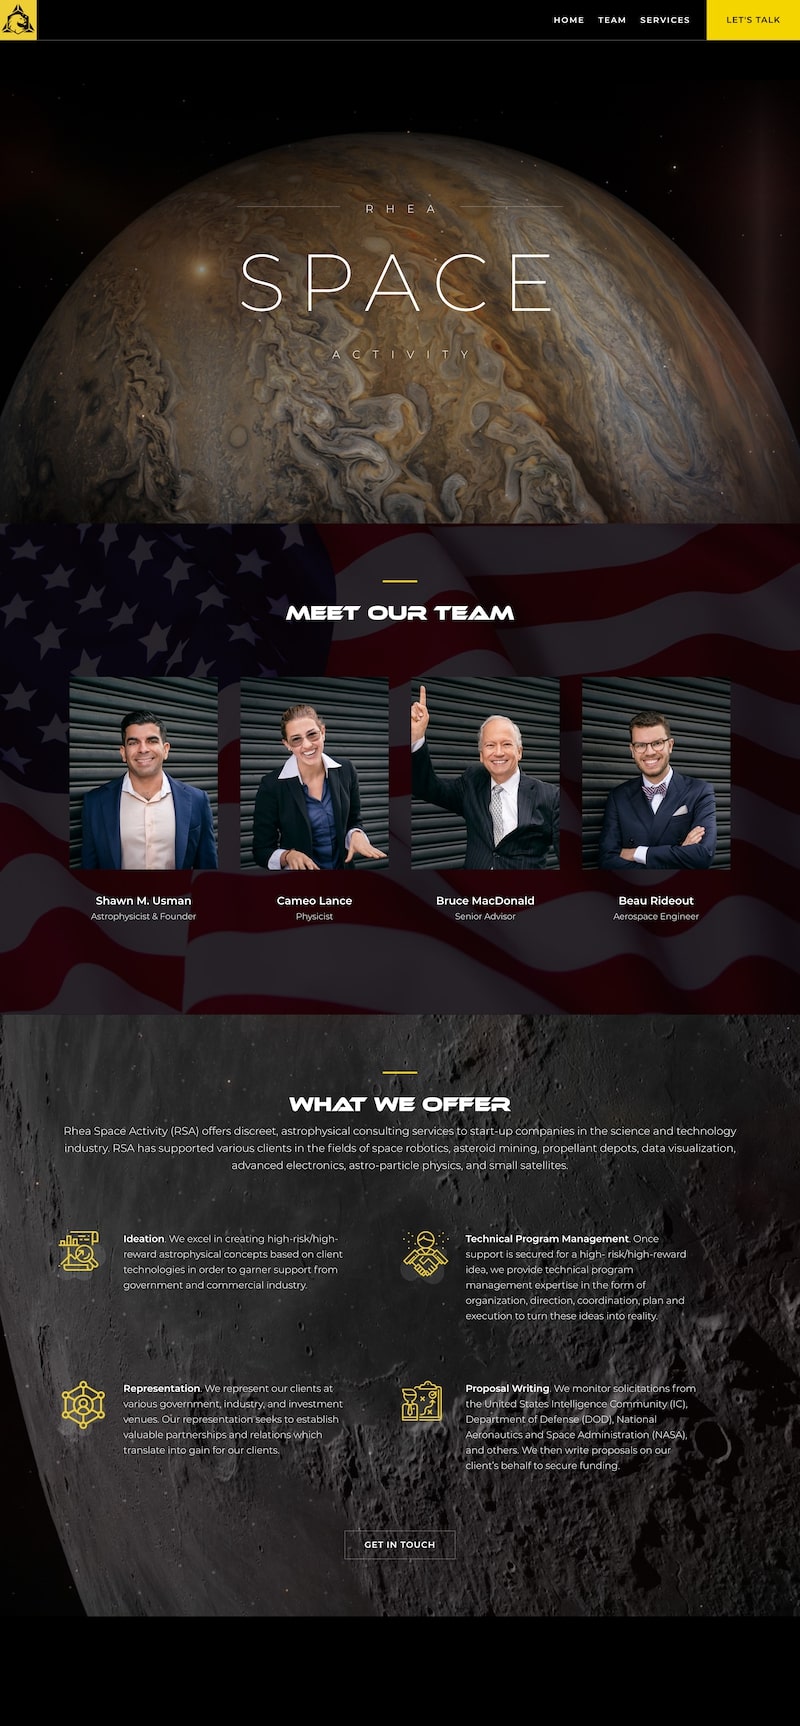 HOME TEAM SERVICES LET'S TALK
RHEA
SPACE
ACTIVITY
MEET OUR TEAM
Shawn M. Usman
Astrophysicist & Founder
Cameo Lance
Physicist
Bruce MacDonald
Senior Advisor
Beau Rideout
Aerospace Engineer
WHAT WE OFFER
Rhea Space Activity (RSA) offers discreet, astrophysical consulting services to start-up companies in the science and technology
industry. RSA has supported various clients in the fields of space robotics, asteroid mining, propellant depots, data visualization,
advanced electronics, astro-particle physics, and small satellites.
Ideation. We excel in creating high-risk/high-
reward astrophysical concepts based on client
technologies in order to garner support from
government and commercial industry.
Technical Program Management. Once
support is secured for a high- risk/high-reward
idea, we provide technical program
management expertise in the form of
organization, direction, coordination, plan and
execution to turn these ideas into reality.
Representation. We represent our clients at
various government, industry, and investment
venues. Our representation seeks to establish
valuable partnerships and relations which
translate into gain for our clients.
Proposal Writing. We monitor solicitations from
the United States Intelligence Community (IC),
Department of Defense (DOD), National
Aeronautics and Space Administration (NASA),
and others. We then write proposals on our
client's behalf to secure funding.
GET IN TOUCH